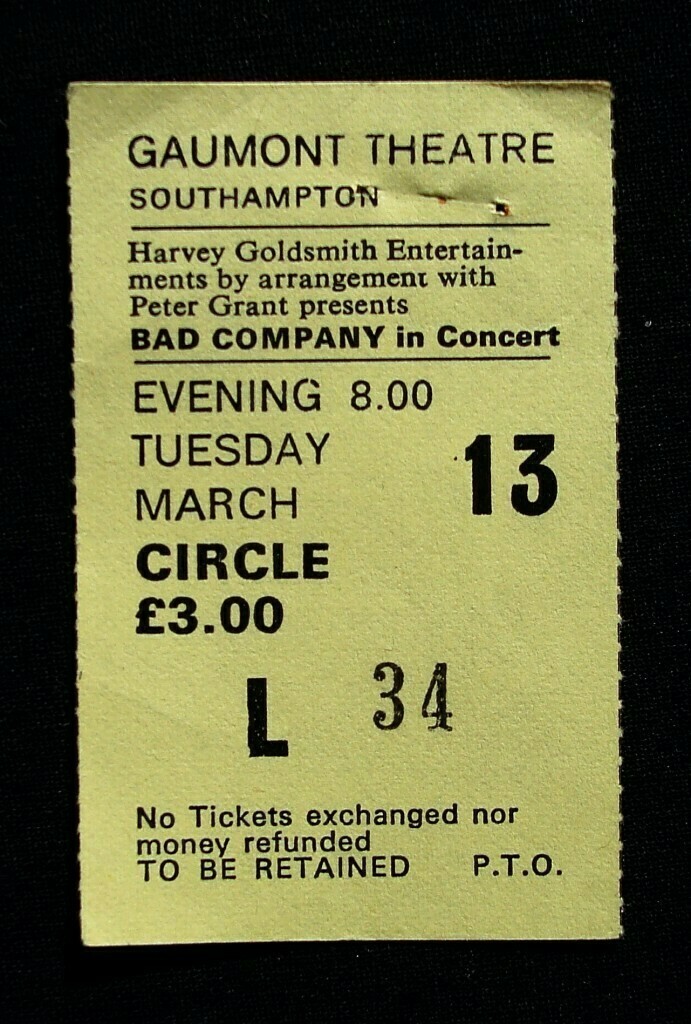 GAUMONT THEATRE
SOUTHAMPTON
Harvey Goldsmith Entertain-
ments by arrangement with
Peter Grant presents
BAD COMPANY in Concert
EVENING 8.00
TUESDAY
MARCH 13
CIRCLE
£3.00
L 34
No Tickets exchanged nor
money refunded
TO BE RETAINED P.T.O.